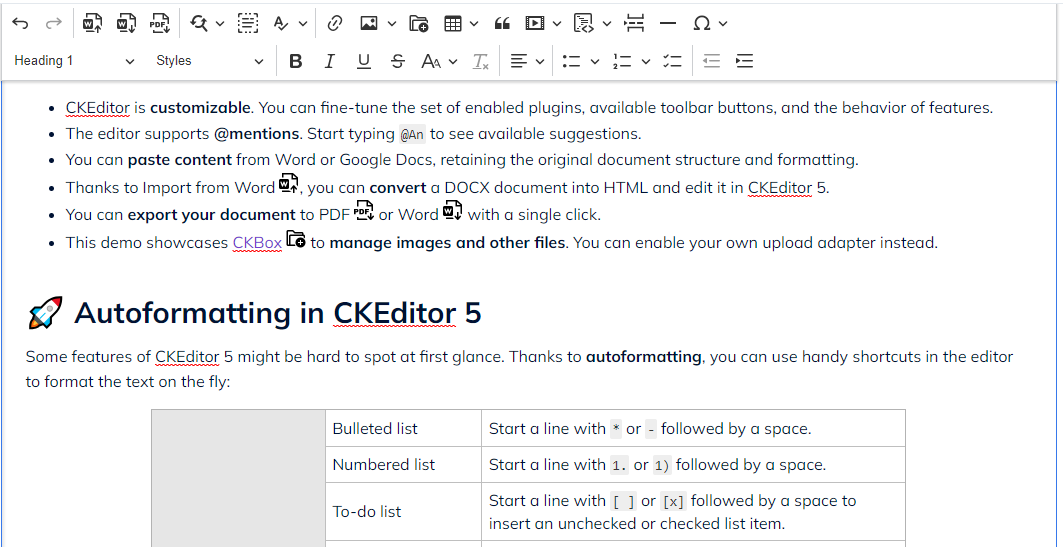 Heading 1 Styles
CKEditor is customizable. You can fine-tune the set of enabled plugins, available toolbar buttons, and the behavior of features.
The editor supports @mentions. Start typing @An to see available suggestions.
You can paste content from Word or Google Docs, retaining the original document structure and formatting.
Thanks to Import from Word , you can convert a DOCX document into HTML and edit it in CKEditor 5.
You can export your document to PDF or Word with a single click.
This demo showcases CKBox to manage images and other files. You can enable your own upload adapter instead.
Autoformatting in CKEditor 5
Some features of CKEditor 5 might be hard to spot at first glance. Thanks to autoformatting, you can use handy shortcuts in the editor
to format the text on the fly:
Bulleted list Start a line with * or - followed by a space.
Numbered list Start a line with 1. or 1) followed by a space.
To-do list Start a line with [ ] or [x] followed by a space to
insert an unchecked or checked list item.